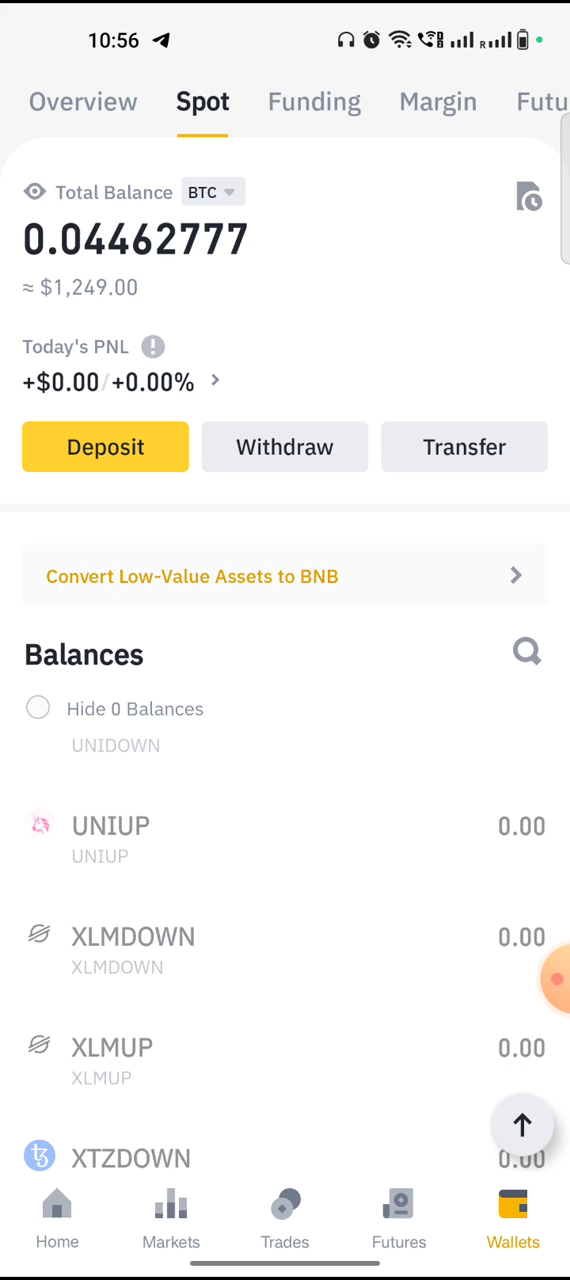 10:56
Overview Spot Funding Margin Futu
Total Balance BTC
0.04462777
≈ $1,249.00
Today's PNL
+$0.00/+0.00%
Deposit Withdraw Transfer
Convert Low-Value Assets to BNB
Balances
Hide 0 Balances
UNIDOWN
UNIUP 0.00
UNIUP
XLMDOWN 0.00
XLMDOWN
XLMUP 0.00
XLMUP
XTZDOWN 0.00
Home Markets Trades Futures Wallets